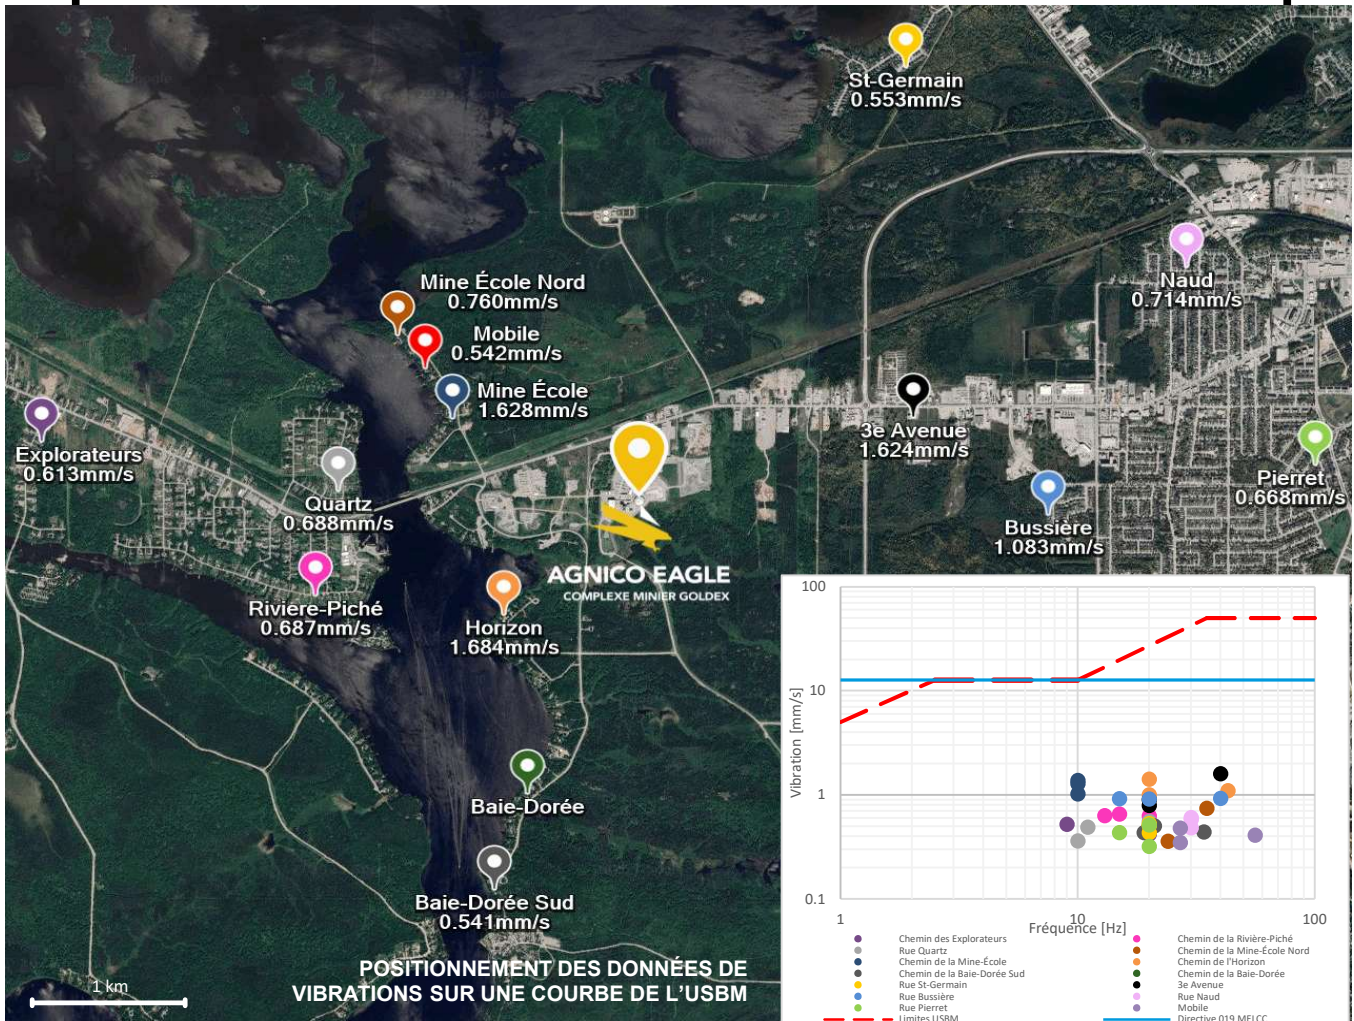 St-Germain
0.553mm/s
Naud
0.714mm/s
Mine École Nord
0.760mm/s
Mobile
0.542mm/s
Mine École
1.628mm/s
3e Avenue
1.624mm/s
Explorateurs
0.613mm/s
Quartz
0.688mm/s
Pierret
0.668mm/s
Bussière
1.083mm/s
AGNICO EAGLE
COMPLEXE MINIER GOLDEX
Riviere-Piché
0.687mm/s
Horizon
1.684mm/s
Baie-Dorée
Baie-Dorée Sud
0.541mm/s
POSITIONNEMENT DES DONNÉES DE
VIBRATIONS SUR UNE COURBE DE L'USBM
1 km
100
10
1
0.1
Vibration [mm/s]
1
10
100
Fréquence [Hz]
Chemin des Explorateurs
Chemin de la Rivière-Piché
Rue Quartz
Chemin de la Mine-École Nord
Chemin de la Mine-École
Chemin de l'Horizon
Chemin de la Baie-Dorée Sud
Chemin de la Baie-Dorée
Rue St-Germain
3e Avenue
Rue Bussière
Rue Naud
Rue Pierret
Mobile
Limites USBM
Directive 019 MELCC